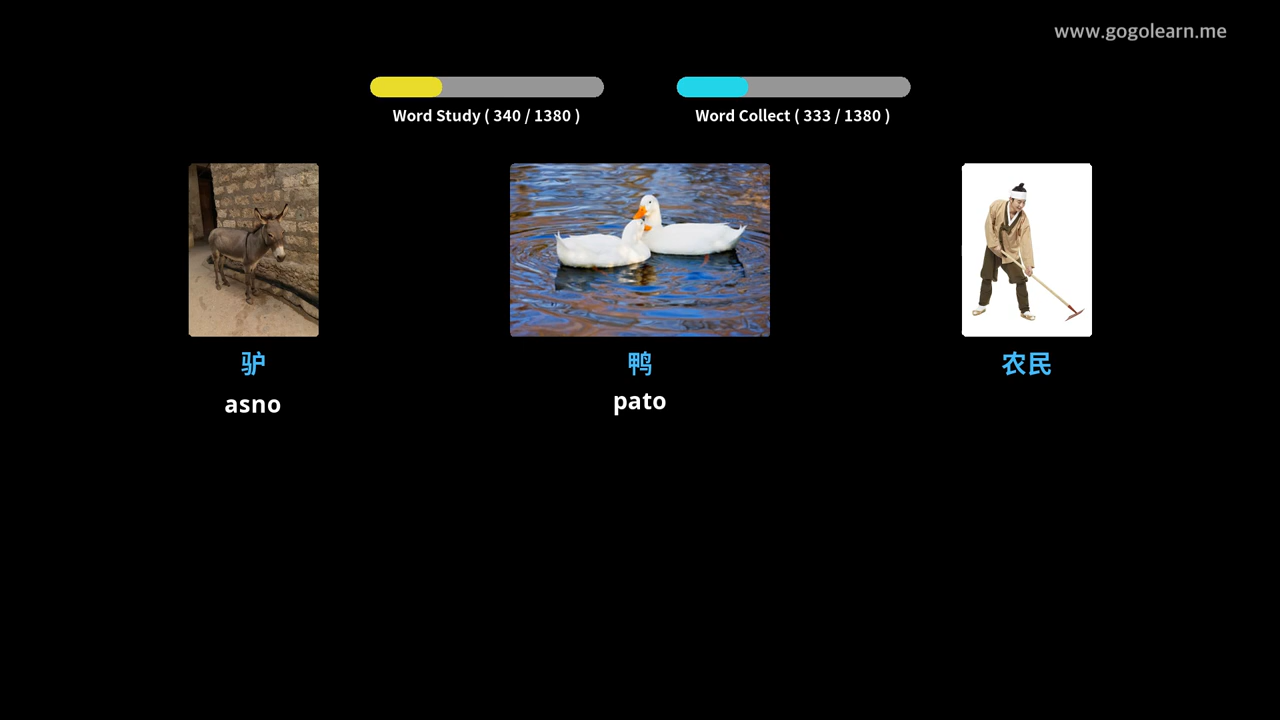 www.gogolearn.me
Word Study ( 340 / 1380 )
Word Collect ( 333 / 1380 )
驴
鸭
农民
asno
pato